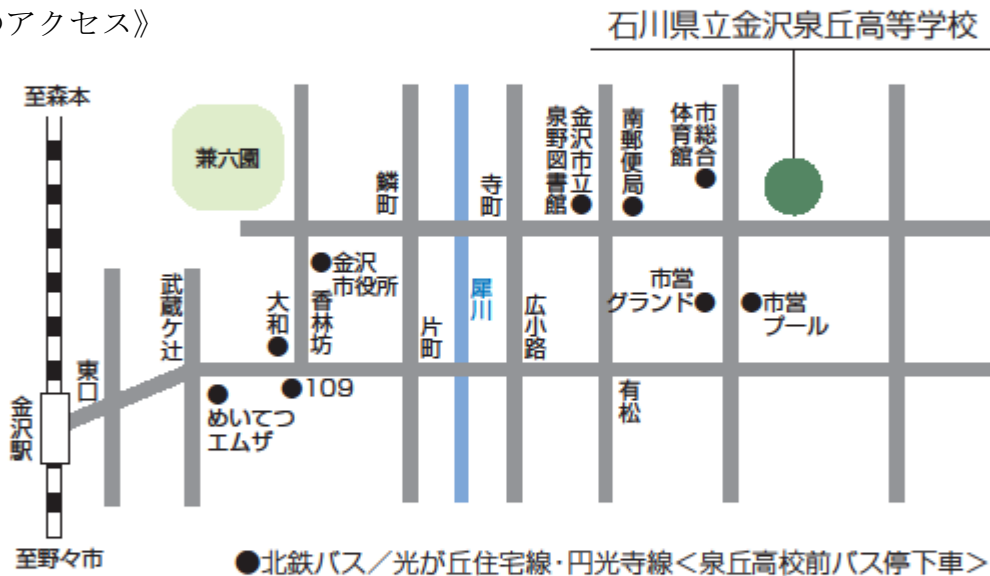 のアクセス》
石川県立金沢泉丘高等学校
至森本
兼六園
鱗町
寺町
金沢市立
泉野図書館
南郵便局
市総合
体育館
金沢
市役所
武蔵ケ辻
大和
香林坊
片町
犀川
広小路
市営
グランド
市営
プール
東口
109
めいてつ
エムザ
有松
金沢駅
至野々市
●北鉄バス／光が丘住宅線・円光寺線＜泉丘高校前バス停下車＞